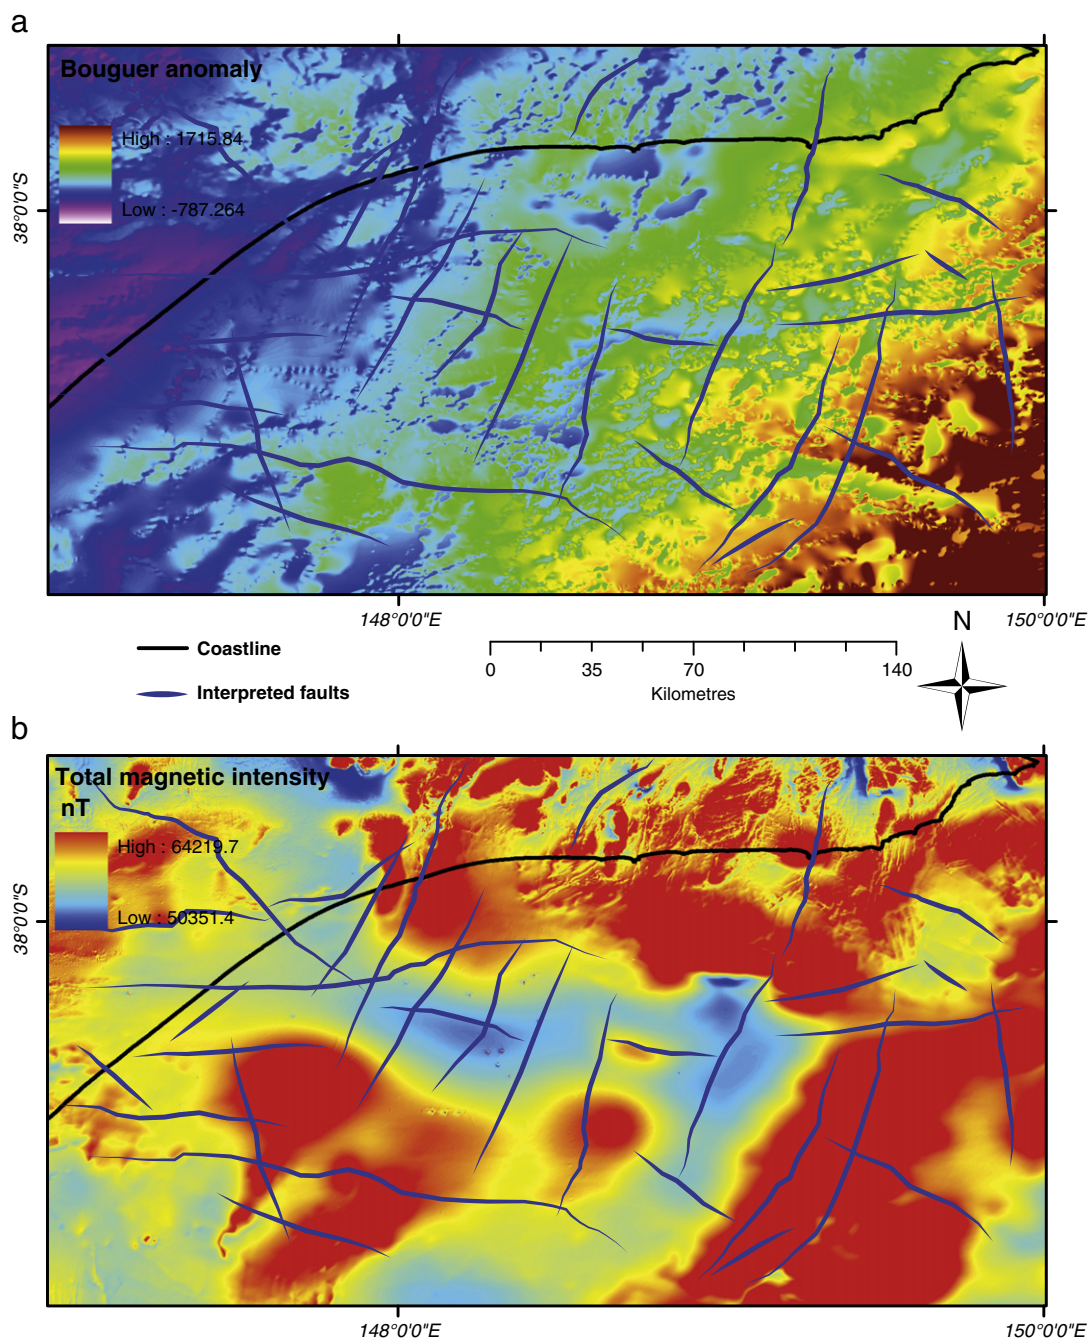 a
Bouguer anomaly
High : 1715.84
Low : -787.264
38°0'0"S
148°0'0"E
150°0'0"E
Coastline
Interpreted faults
0 35 70 140
Kilometres
N
b
Total magnetic intensity
nT
High : 64219.7
Low : 50351.4
38°0'0"S
148°0'0"E
150°0'0"E